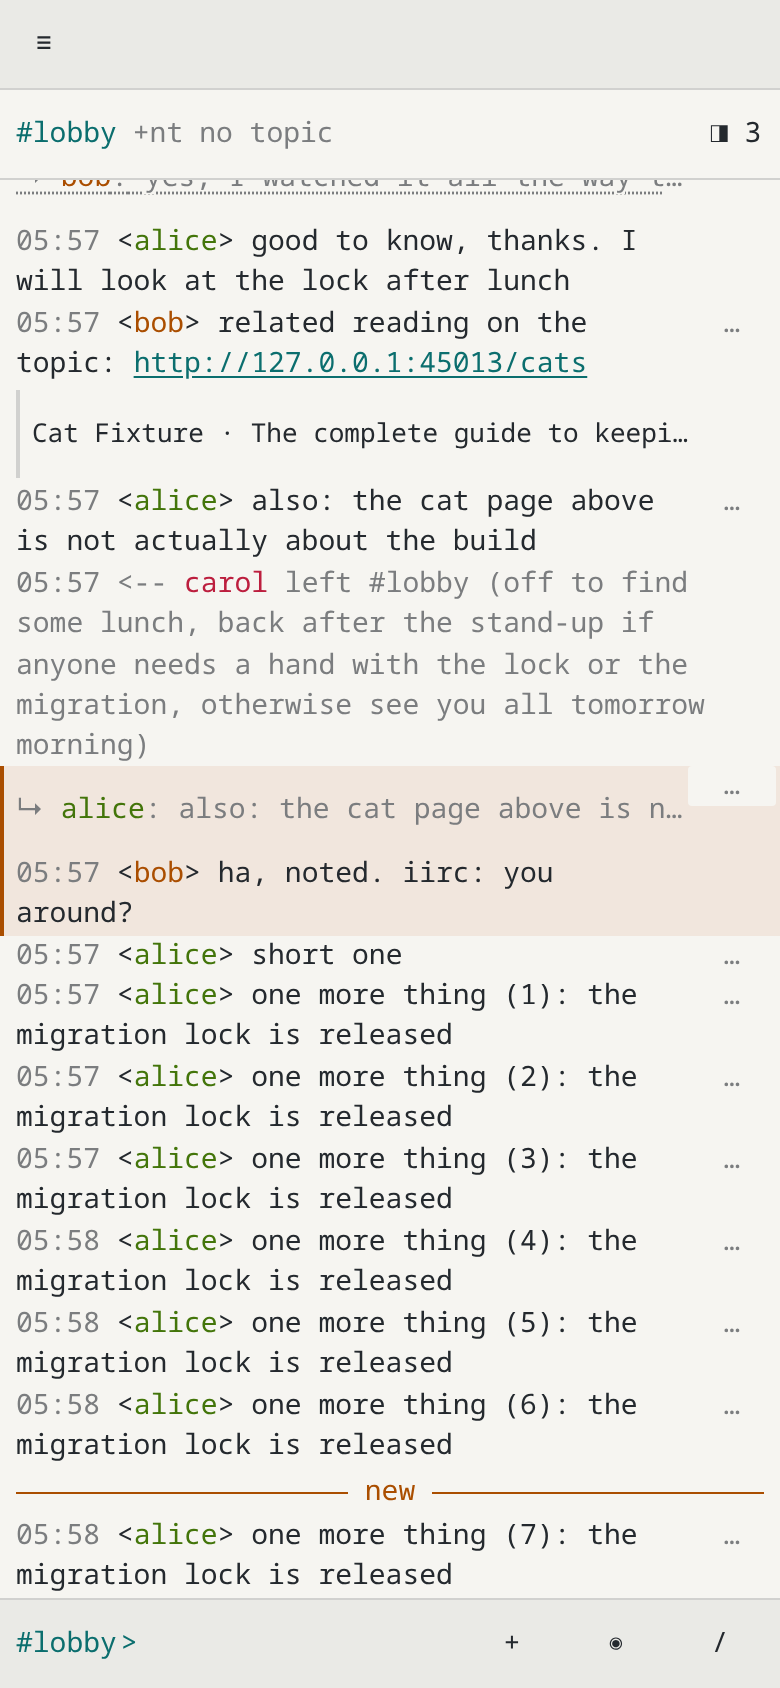 ≡
#lobby +nt no topic ◨ 3
bob: yes, I watched it all the way t…
05:57 <alice> good to know, thanks. I
will look at the lock after lunch
05:57 <bob> related reading on the …
topic: http://127.0.0.1:45013/cats
Cat Fixture · The complete guide to keepi…
05:57 <alice> also: the cat page above …
is not actually about the build
05:57 <-- carol left #lobby (off to find
some lunch, back after the stand-up if
anyone needs a hand with the lock or the
migration, otherwise see you all tomorrow
morning)
…
↳ alice: also: the cat page above is n…
05:57 <bob> ha, noted. iirc: you
around?
05:57 <alice> short one …
05:57 <alice> one more thing (1): the …
migration lock is released
05:57 <alice> one more thing (2): the …
migration lock is released
05:57 <alice> one more thing (3): the …
migration lock is released
05:58 <alice> one more thing (4): the …
migration lock is released
05:58 <alice> one more thing (5): the …
migration lock is released
05:58 <alice> one more thing (6): the …
migration lock is released
new
05:58 <alice> one more thing (7): the …
migration lock is released
#lobby> + ◉ /